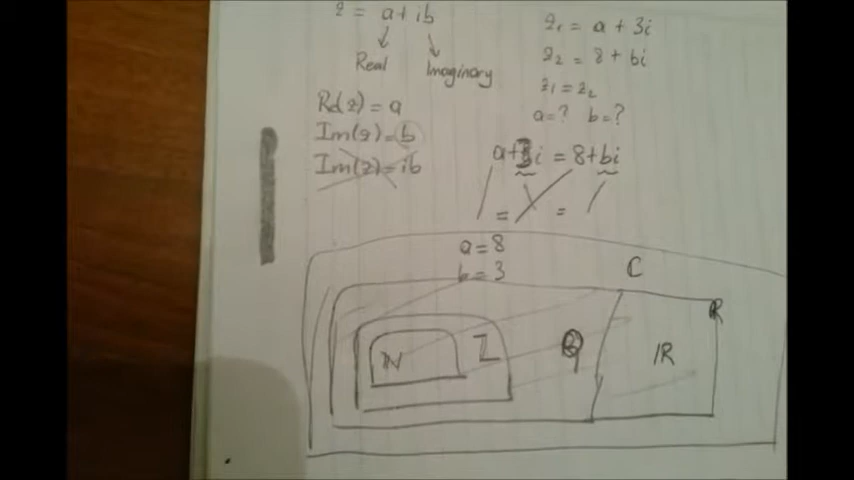 z = a + ib
Real Imaginary
Re(z) = a
Im(z) = b
Im(z) = ib
z₁ = a + 3i
z₂ = 8 + bi
z₁ = z₂
a = ? b = ?
a + 3i = 8 + bi
= =
a = 8
b = 3
C
R
N Z Q IR